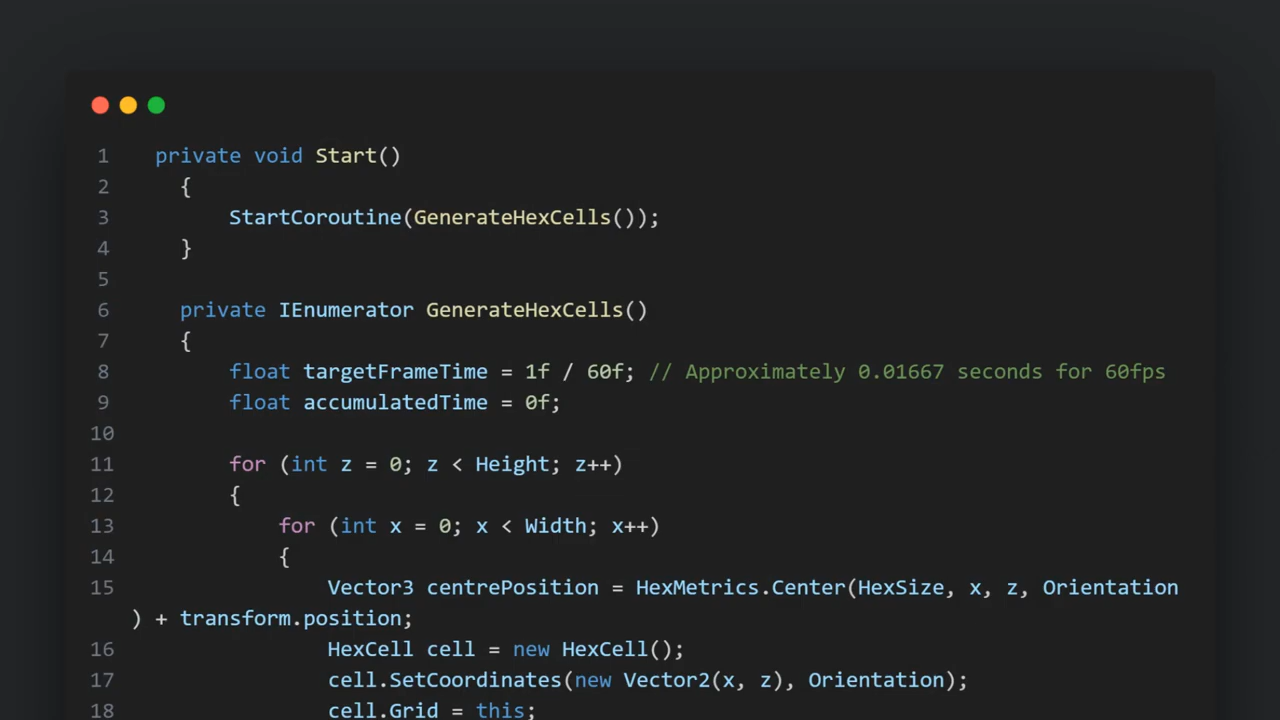 1 private void Start()
2 {
3 StartCoroutine(GenerateHexCells());
4 }
5
6 private IEnumerator GenerateHexCells()
7 {
8 float targetFrameTime = 1f / 60f; // Approximately 0.01667 seconds for 60fps
9 float accumulatedTime = 0f;
10
11 for (int z = 0; z < Height; z++)
12 {
13 for (int x = 0; x < Width; x++)
14 {
15 Vector3 centrePosition = HexMetrics.Center(HexSize, x, z, Orientation
) + transform.position;
16 HexCell cell = new HexCell();
17 cell.SetCoordinates(new Vector2(x, z), Orientation);
18 cell.Grid = this;